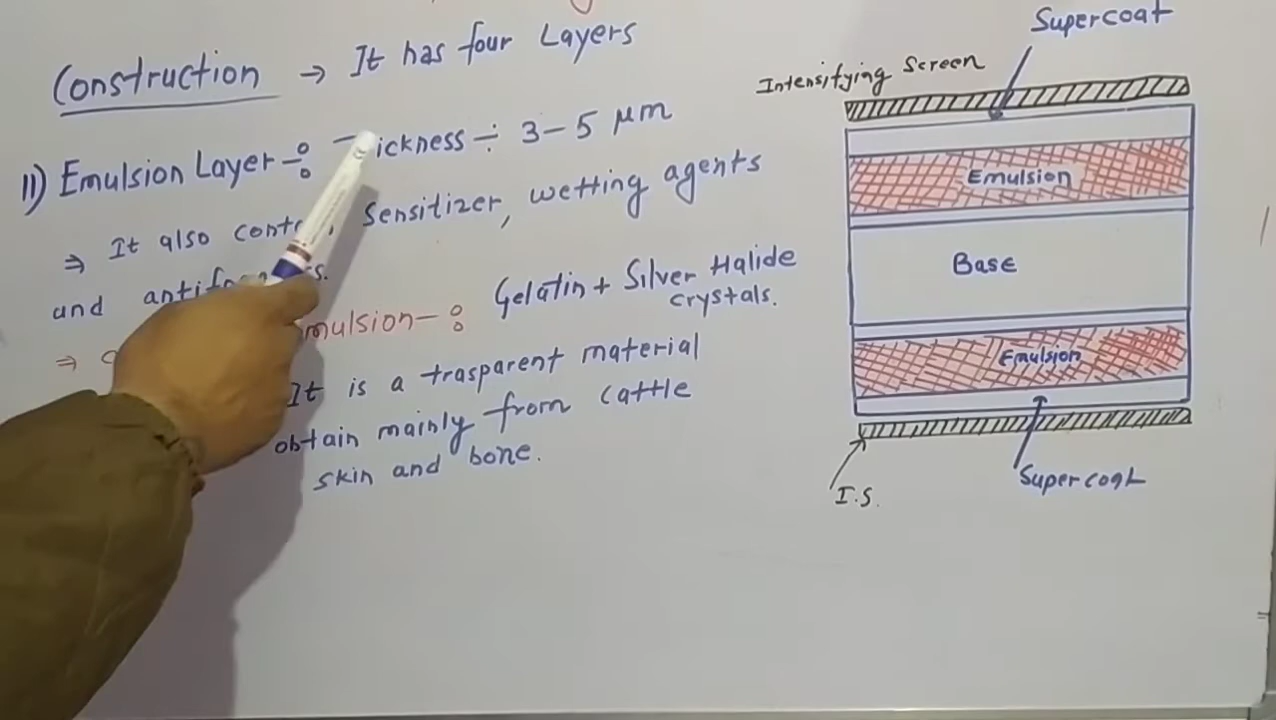 Construction → It has four Layers
11) Emulsion Layer ÷ ickness ÷ 3-5 μm
⇒ It also Sensitizer, wetting agents
and
mulsion-: Gelatin + Silver Halide
crystals.
It is a trasparent material
obtain mainly from cattle
skin and bone.
Supercoat
Intensifying Screen
Emulsion
Base
Emulsion
I.S.
Supercoat